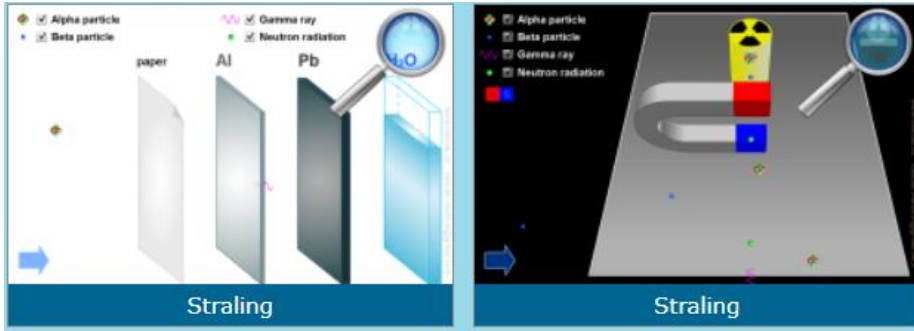 Alpha particle
Gamma ray
Beta particle
Neutron radiation
paper
Al
Pb
H₂O
Straling
Alpha particle
Beta particle
Gamma ray
Neutron radiation
Straling